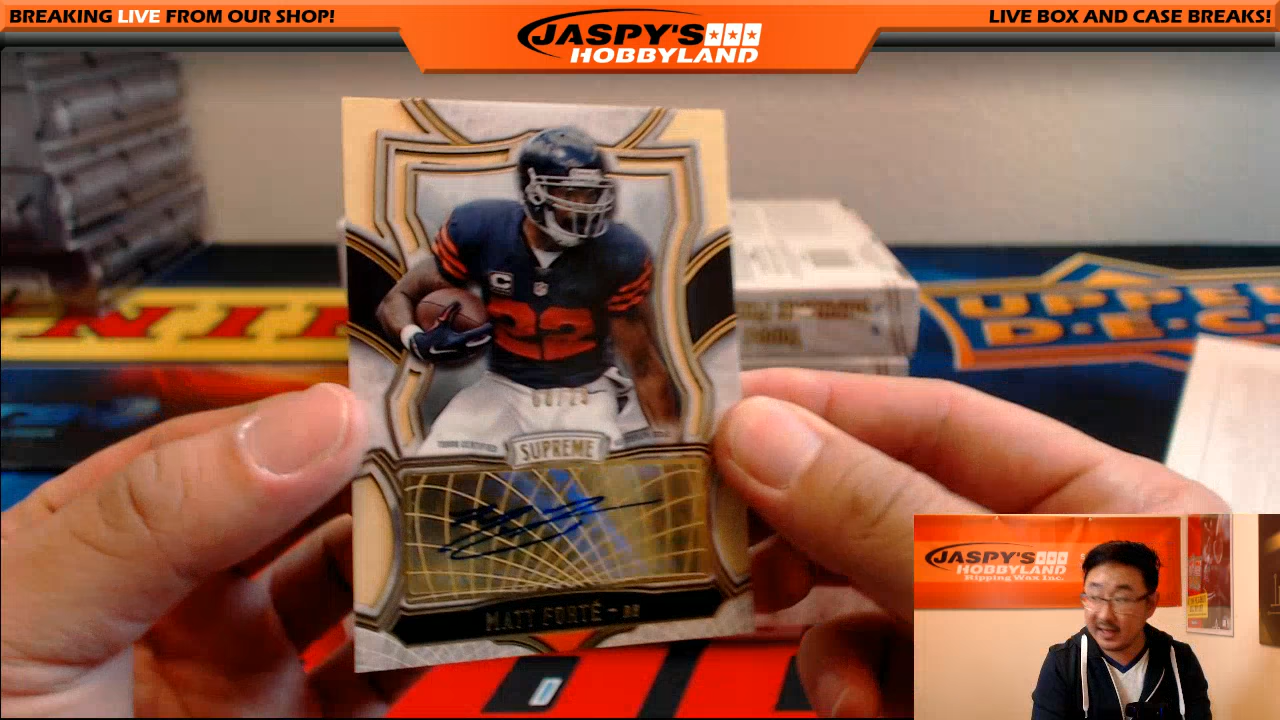 BREAKING LIVE FROM OUR SHOP!
JASPY'S
HOBBYLAND
LIVE BOX AND CASE BREAKS!
C
22
SUPREME
MATT FORTÉ - RB
UPPER
D·E·C
JASPY'S
HOBBYLAND
Ripping Wax Inc.